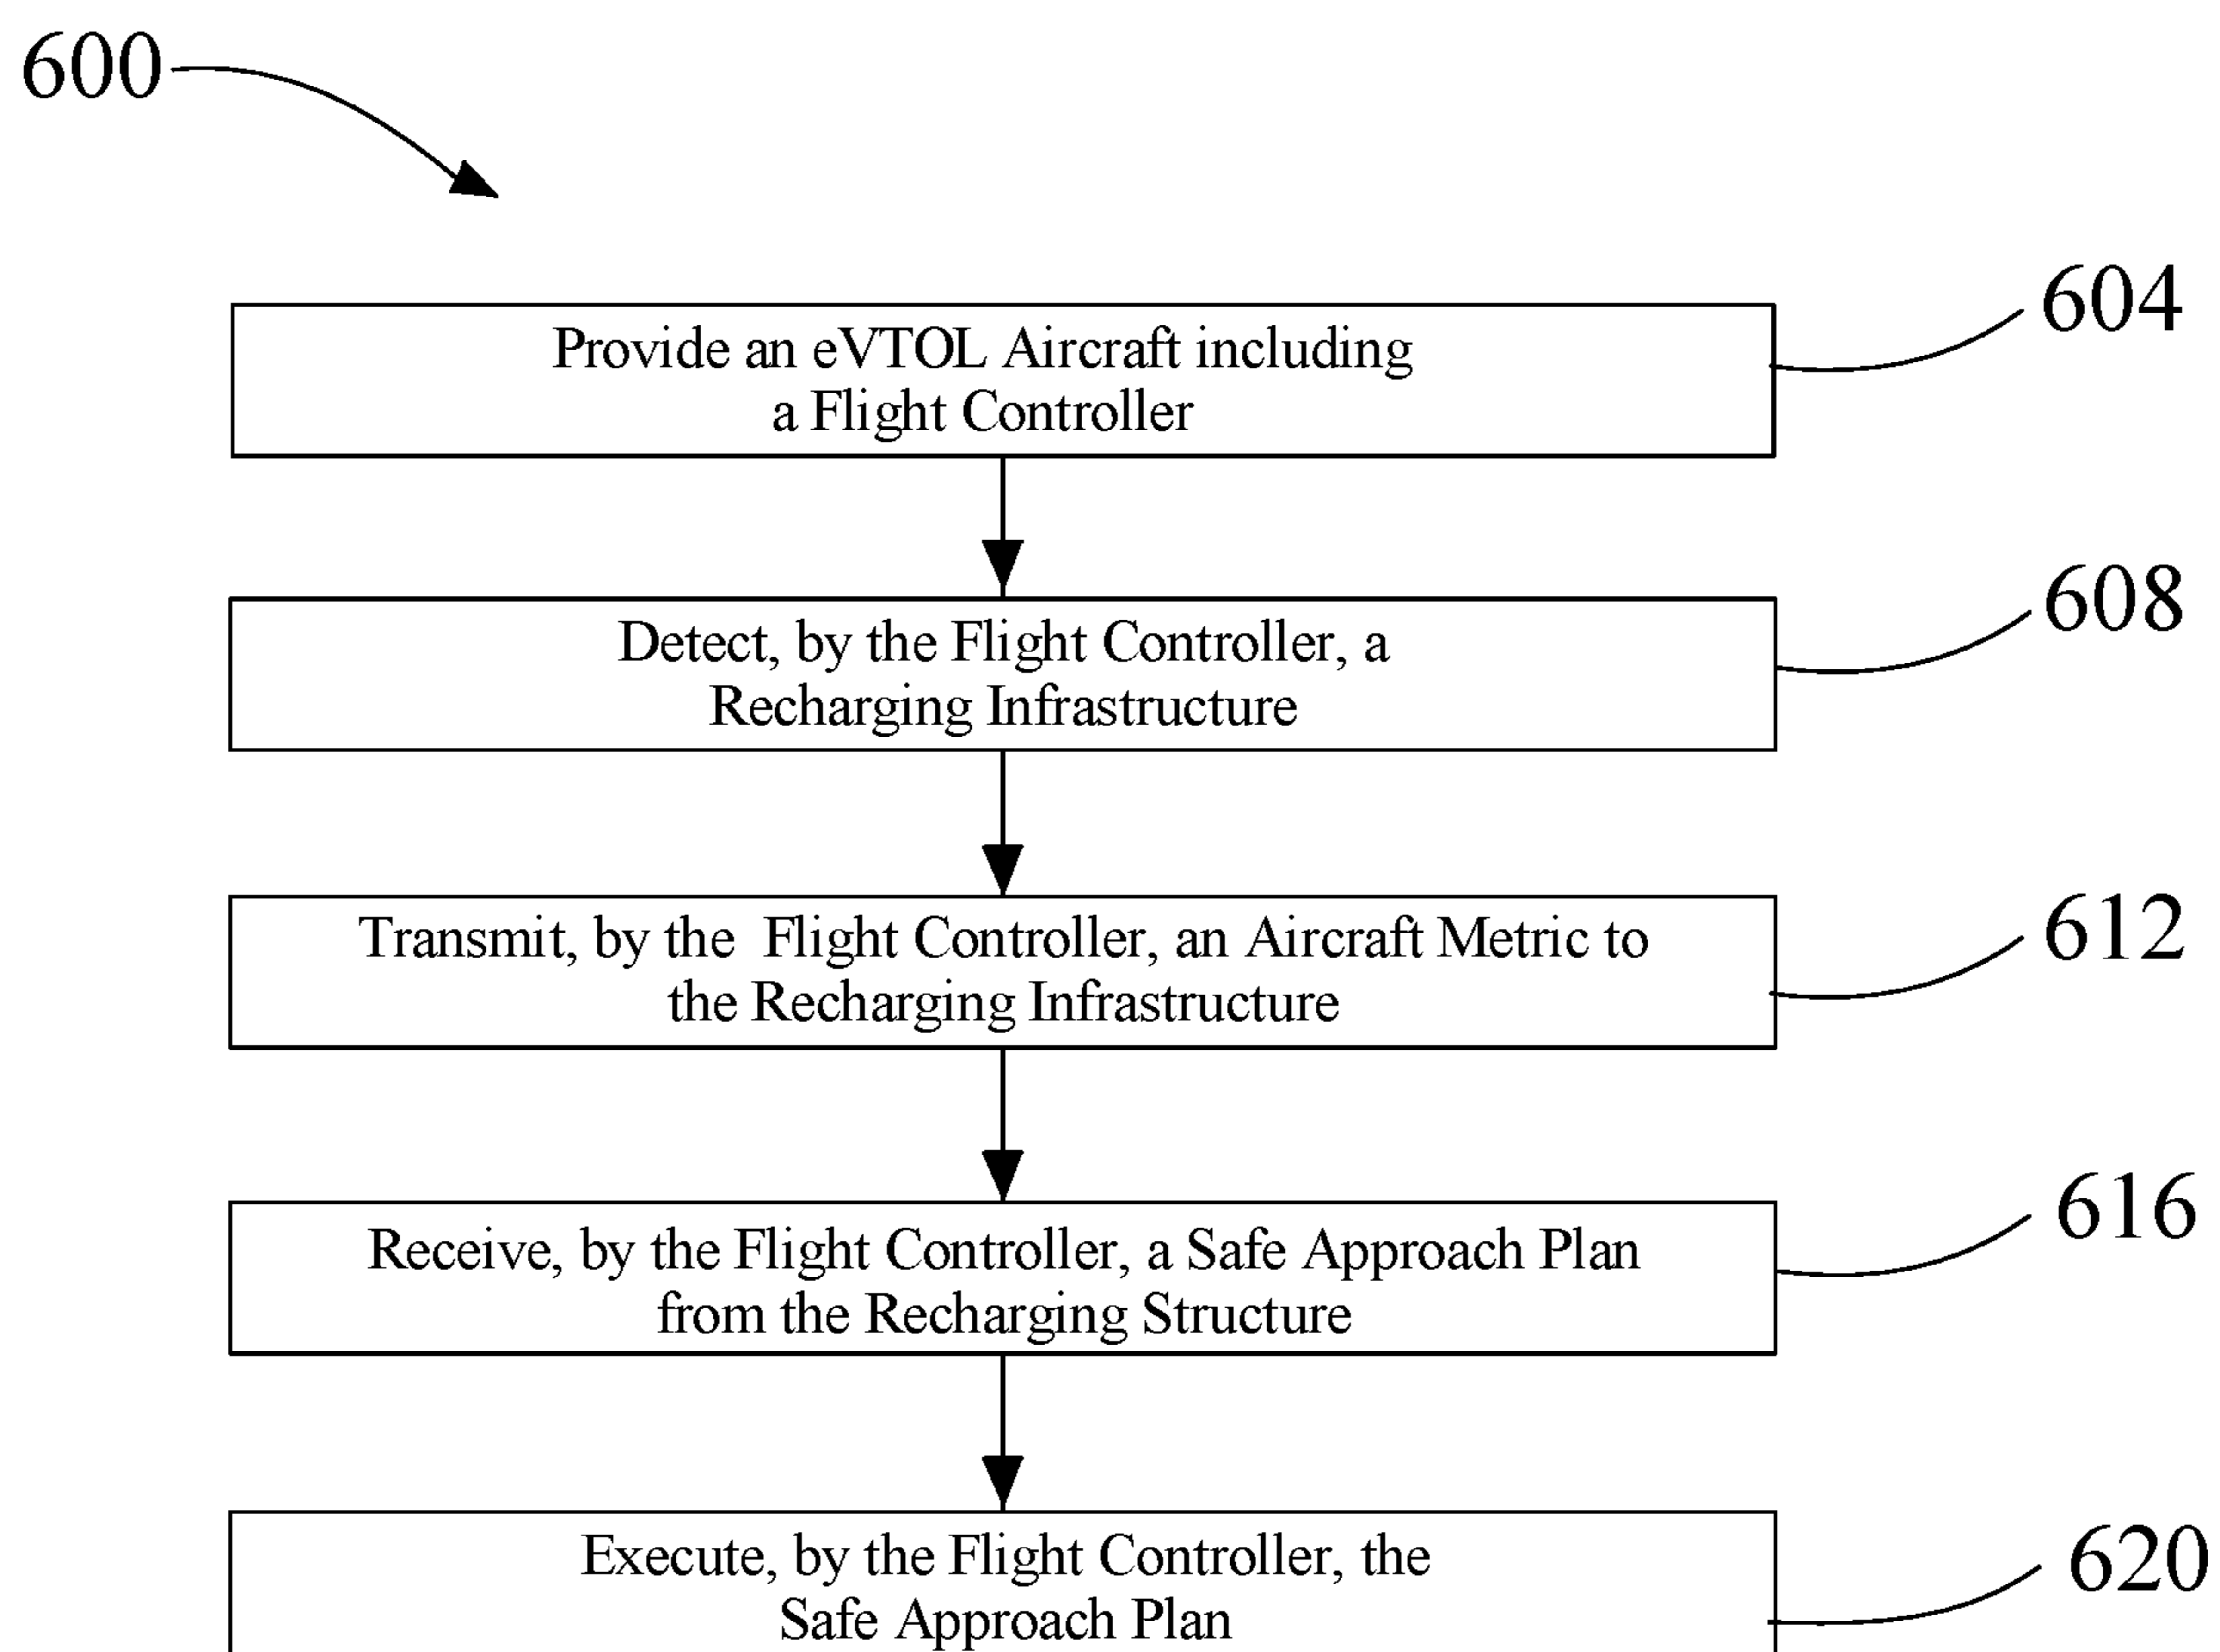 600
604
Provide an eVTOL Aircraft including
a Flight Controller
608
Detect, by the Flight Controller, a
Recharging Infrastructure
612
Transmit, by the Flight Controller, an Aircraft Metric to
the Recharging Infrastructure
616
Receive, by the Flight Controller, a Safe Approach Plan
from the Recharging Structure
620
Execute, by the Flight Controller, the
Safe Approach Plan